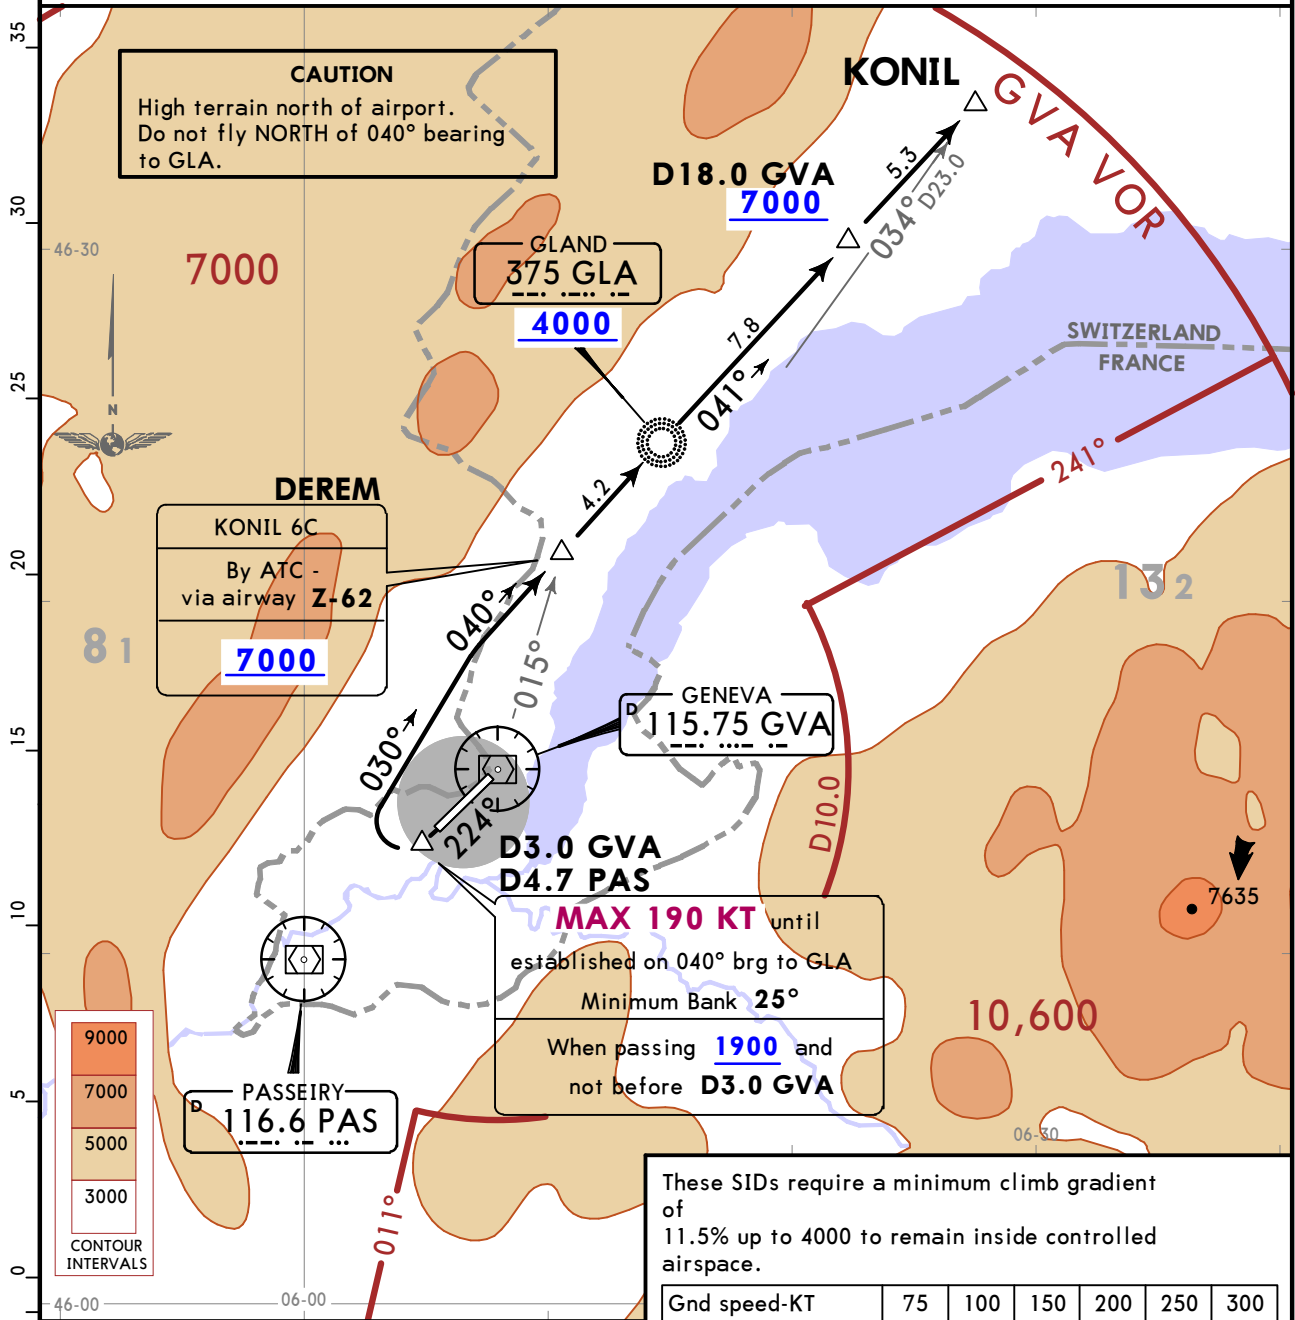 35
CAUTION
High terrain north of airport.
Do not fly NORTH of 040° bearing
to GLA.
KONIL
GVA VOR
5.3
D18.0 GVA
7000
034°
D23.0
30
46-30
7000
GLAND
375 GLA
4000
7.8
SWITZERLAND
FRANCE
25
N
041°
241°
DEREM
4.2
KONIL 6C
By ATC -
via airway Z-62
7000
20
040°
13 2
8 1
015°
GENEVA
D
115.75 GVA
15
030°
D10.0
224°
D3.0 GVA
D4.7 PAS
7635
MAX 190 KT until
established on 040° brg to GLA
Minimum Bank 25°
When passing 1900 and
not before D3.0 GVA
10
10,600
9000
7000
5000
3000
CONTOUR
INTERVALS
PASSEIRY
D
116.6 PAS
5
06-30
011°
These SIDs require a minimum climb gradient
of
11.5% up to 4000 to remain inside controlled
airspace.
Gnd speed-KT 75 100 150 200 250 300
0
46-00
06-00